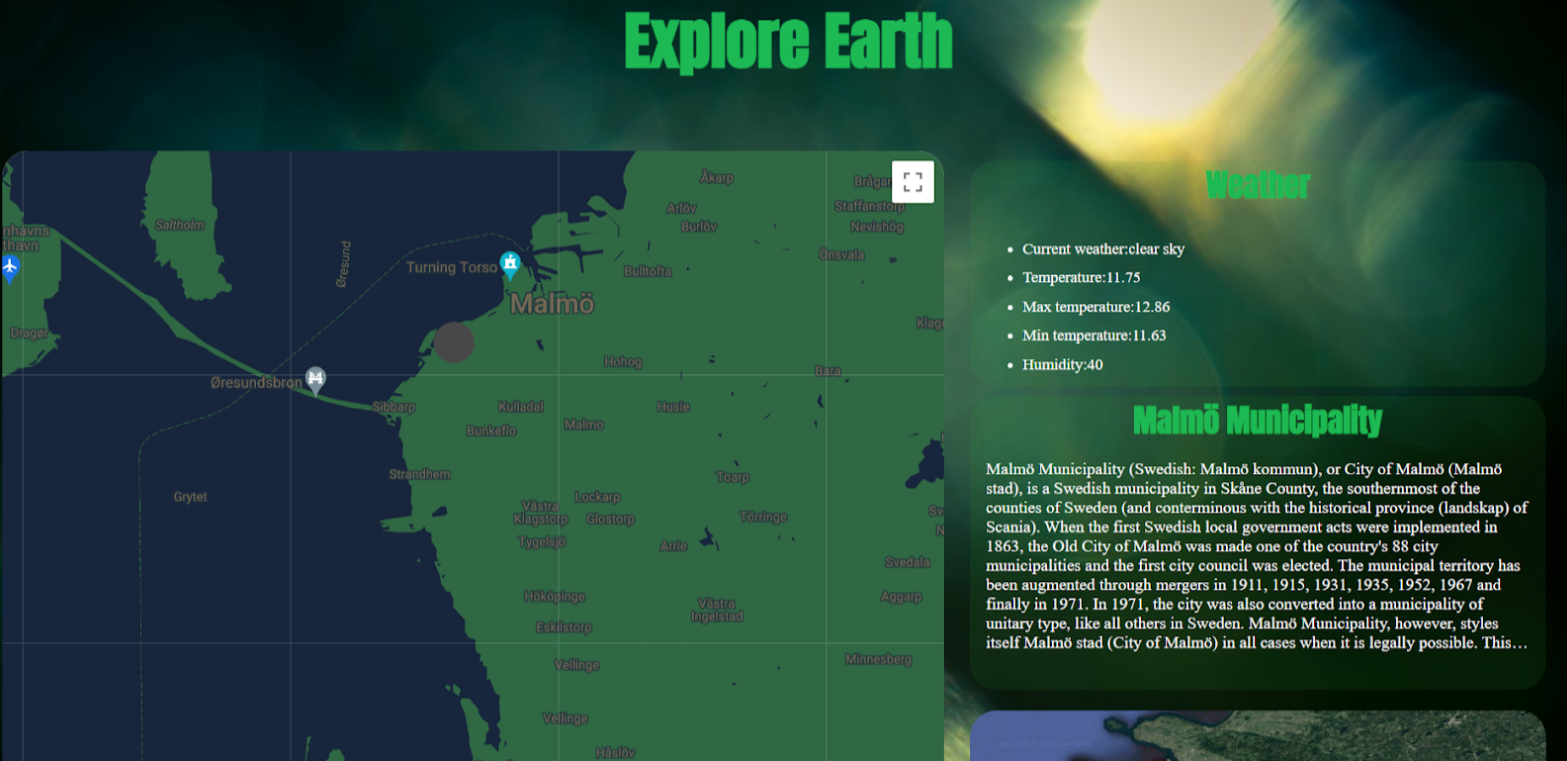 Explore Earth
Åkarp
Arlöv
Burlöv
Staffanstorp
Nevishög
Önsvala
Saltholm
Øresund
Turning Torso
Bulltofta
Malmö
Dragør
Hohog
Bara
Øresundsbron
Sibbarp
Kulladal
Malmo
Husie
Bunkeflo
Strandhem
Toarp
Grytet
Västra
Klagstorp
Lockarp
Glostorp
Törringe
Tygelsjö
Arrie
Svedala
Hököpinge
Västra
Ingelstad
Aggarp
Eskilstorp
Vellinge
Minnesberg
Vellinge
Håslöv
Weather
Current weather:clear sky
Temperature:11.75
Max temperature:12.86
Min temperature:11.63
Humidity:40
Malmö Municipality
Malmö Municipality (Swedish: Malmö kommun), or City of Malmö (Malmö
stad), is a Swedish municipality in Skåne County, the southernmost of the
counties of Sweden (and conterminous with the historical province (landskap) of
Scania). When the first Swedish local government acts were implemented in
1863, the Old City of Malmö was made one of the country's 88 city
municipalities and the first city council was elected. The municipal territory has
been augmented through mergers in 1911, 1915, 1931, 1935, 1952, 1967 and
finally in 1971. In 1971, the city was also converted into a municipality of
unitary type, like all others in Sweden. Malmö Municipality, however, styles
itself Malmö stad (City of Malmö) in all cases when it is legally possible. This…